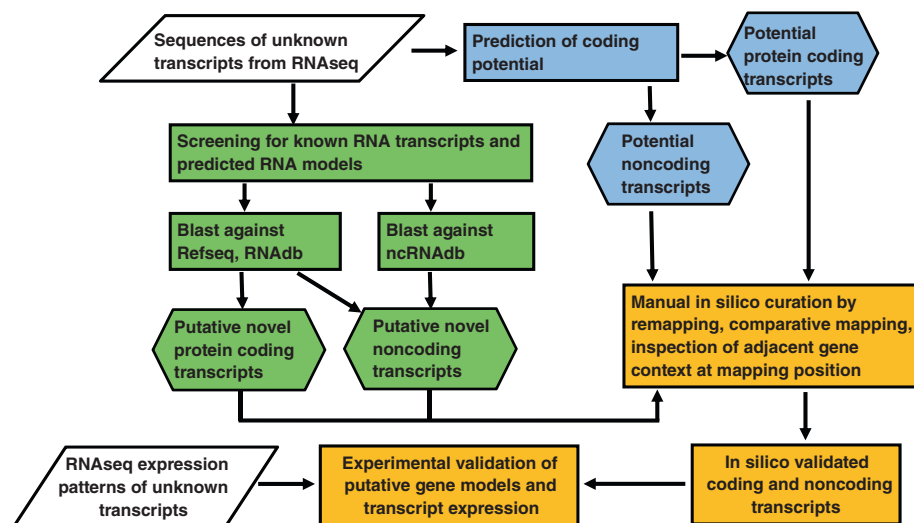 Sequences of unknown
transcripts from RNAseq
Prediction of coding
potential
Potential
protein coding
transcripts
Screening for known RNA transcripts and
predicted RNA models
Potential
noncoding
transcripts
Blast against
Refseq, RNAdb
Blast against
ncRNAdb
Putative novel
protein coding
transcripts
Putative novel
noncoding
transcripts
Manual in silico curation by
remapping, comparative mapping,
inspection of adjacent gene
context at mapping position
RNAseq expression
patterns of unknown
transcripts
Experimental validation of
putative gene models and
transcript expression
In silico validated
coding and noncoding
transcripts